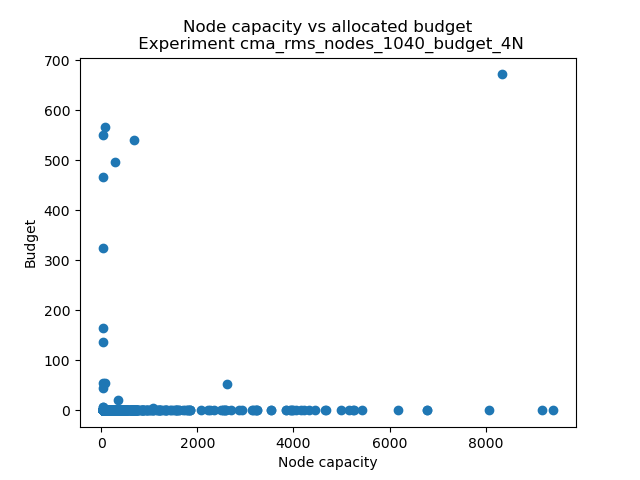 Node capacity vs allocated budget
Experiment cma_rms_nodes_1040_budget_4N
700
600
500
400
300
200
100
0
Budget
0 2000 4000 6000 8000
Node capacity